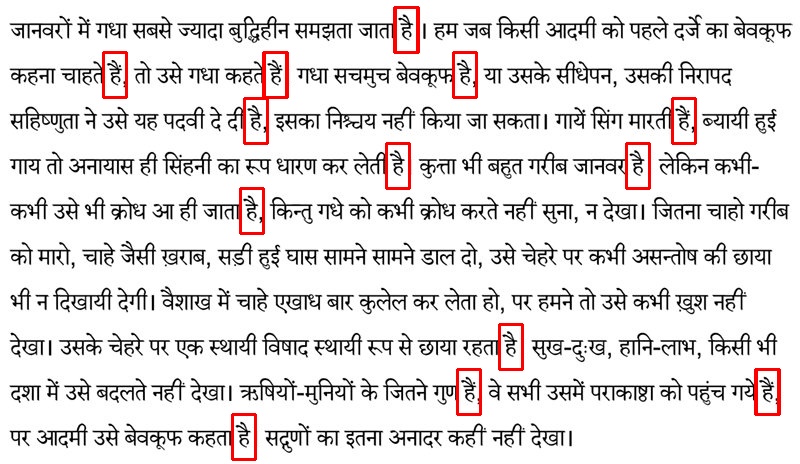 जानवरों में गधा सबसे ज्यादा बुद्धिहीन समझता जाता है । हम जब किसी आदमी को पहले दर्जे का बेवकूफ
कहना चाहते हैं, तो उसे गधा कहते हैं गधा सचमुच बेवकूफ है, या उसके सीधेपन, उसकी निरापद
सहिष्णुता ने उसे यह पदवी दे दी है, इसका निश्चय नहीं किया जा सकता। गायें सिंग मारती हैं, ब्यायी हुई
गाय तो अनायास ही सिंहनी का रूप धारण कर लेती है कुत्ता भी बहुत गरीब जानवर है लेकिन कभी-
कभी उसे भी क्रोध आ ही जाता है, किन्तु गधे को कभी क्रोध करते नहीं सुना, न देखा। जितना चाहो गरीब
को मारो, चाहे जैसी ख़राब, सड़ी हुई घास सामने सामने डाल दो, उसे चेहरे पर कभी असन्तोष की छाया
भी न दिखायी देगी। वैशाख में चाहे एखाध बार कुलेल कर लेता हो, पर हमने तो उसे कभी ख़ुश नहीं
देखा। उसके चेहरे पर एक स्थायी विषाद स्थायी रूप से छाया रहता है सुख-दुःख, हानि-लाभ, किसी भी
दशा में उसे बदलते नहीं देखा। ऋषियों-मुनियों के जितने गुण हैं, वे सभी उसमें पराकाष्ठा को पहुंच गये हैं,
पर आदमी उसे बेवकूफ कहता है सद्गुणों का इतना अनादर कहीं नहीं देखा।